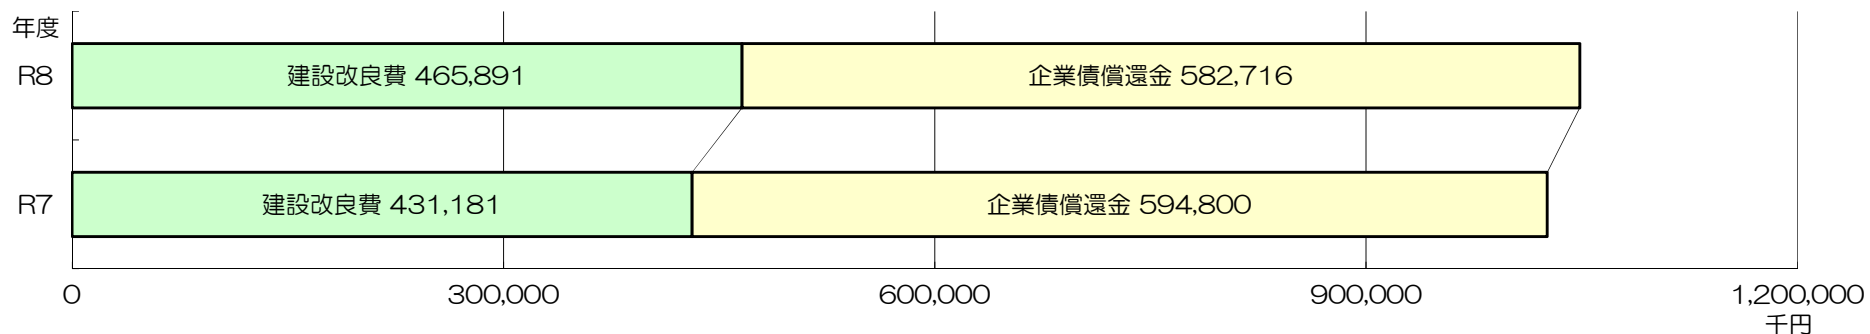 年度
R8
建設改良費 465,891
企業債償還金 582,716
R7
建設改良費 431,181
企業債償還金 594,800
0
300,000
600,000
900,000
1,200,000
千円